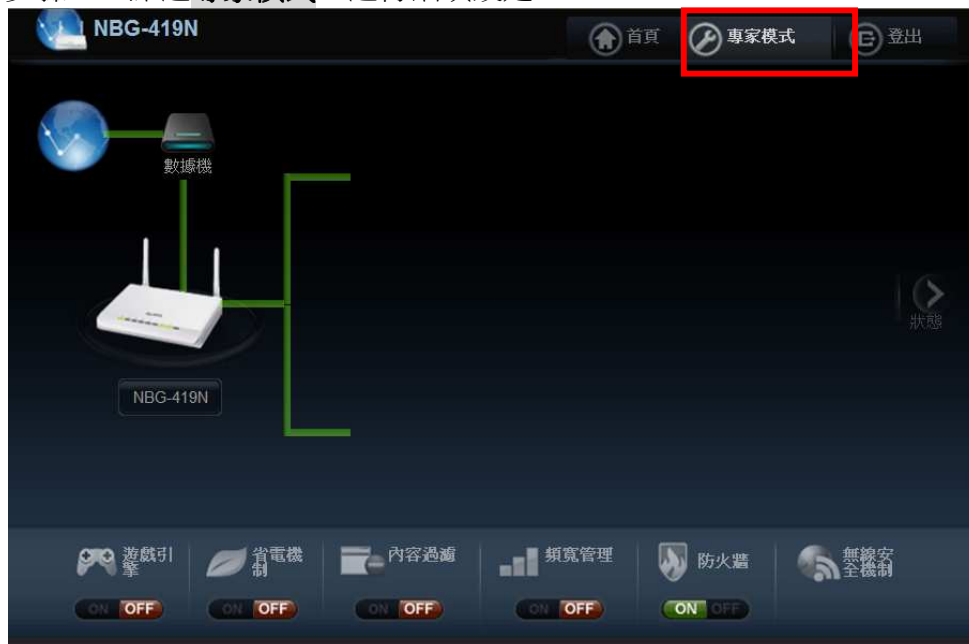 NBG-419N
首頁
專家模式
登出
數據機
狀態
NBG-419N
遊戲引
擎
省電機
制
內容過濾
頻寬管理
防火牆
無線安
全機制
ON OFF
ON OFF
ON OFF
ON OFF
ON OFF